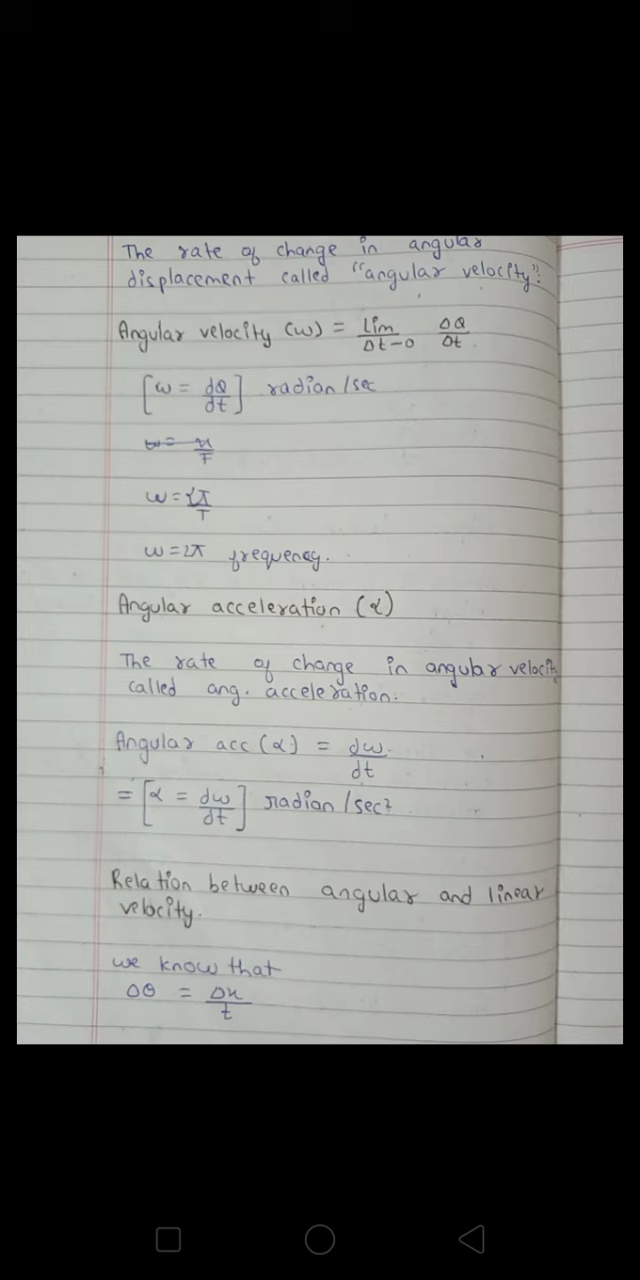 The rate of change in angular
displacement called "angular velocity".
Angular velocity (ω) = Lim Δt→0 ΔQ/Δt
[ω = dQ/dt] radian/sec
ω = 2π/T
ω = 2π frequency.
Angular acceleration (α)
The rate of change in angular velocity
called ang. acceleration.
Angular acc (α) = dω/dt
= [α = dω/dt] radian/sec²
Relation between angular and linear
velocity.
we know that
Δθ = Δx/t